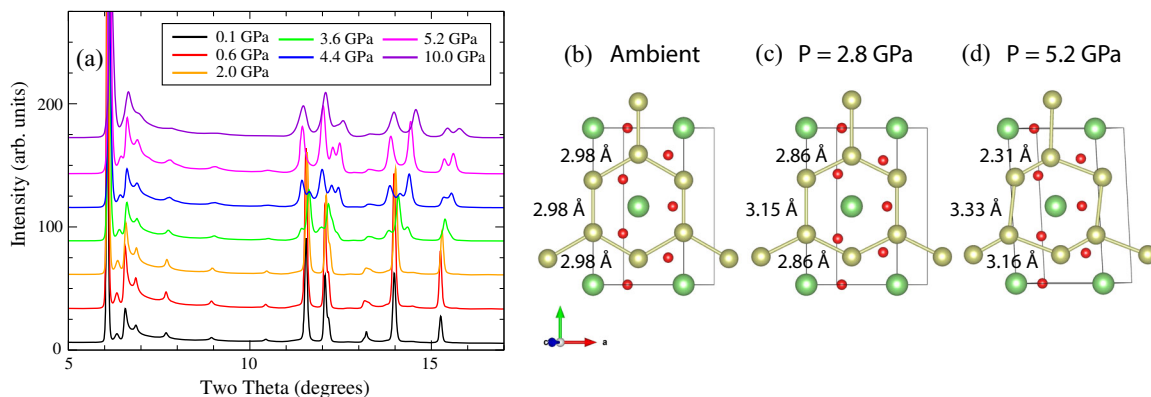 (a)
0.1 GPa 3.6 GPa 5.2 GPa
0.6 GPa 4.4 GPa 10.0 GPa
2.0 GPa
Intensity (arb. units)
200
100
0
5 10 15
Two Theta (degrees)
(b) Ambient
2.98 Å
2.98 Å
2.98 Å
c a
(c) P = 2.8 GPa
2.86 Å
3.15 Å
2.86 Å
(d) P = 5.2 GPa
2.31 Å
3.33 Å
3.16 Å